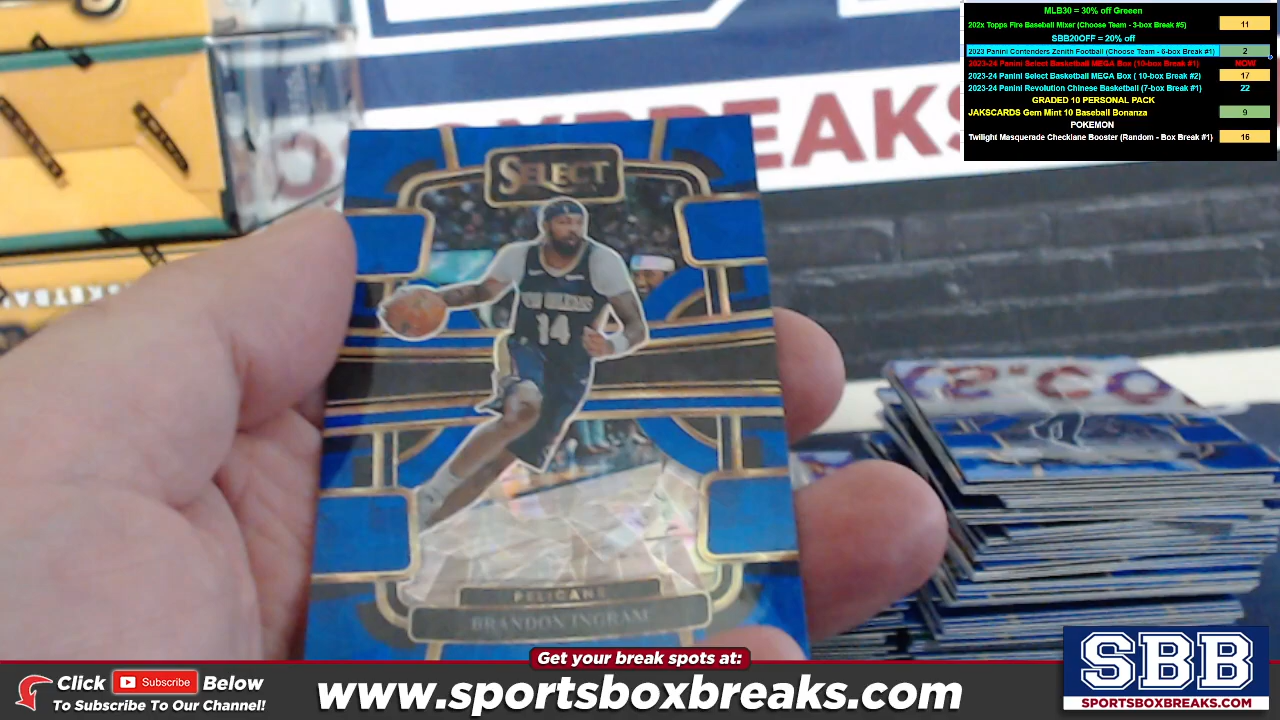 MLB30 = 30% off Greeen
202x Topps Fire Baseball Mixer (Choose Team - 3-box Break #5) 11
SBB20OFF = 20% off
2023 Panini Contenders Zenith Football (Choose Team - 6-box Break #1) 2
2023-24 Panini Select Basketball MEGA Box (10-box Break #1) NOW
2023-24 Panini Select Basketball MEGA Box ( 10-box Break #2) 17
2023-24 Panini Revolution Chinese Basketball (7-box Break #1) 22
GRADED 10 PERSONAL PACK
JAKSCARDS Gem Mint 10 Baseball Bonanza 9
POKEMON
Twilight Masquerade Checklane Booster (Random - Box Break #1) 16
BREAKS
SELECT
14
PELICANS
BRANDON INGRAM
Get your break spots at:
Click Subscribe Below
To Subscribe To Our Channel!
www.sportsboxbreaks.com
SBB
SPORTSBOXBREAKS.COM